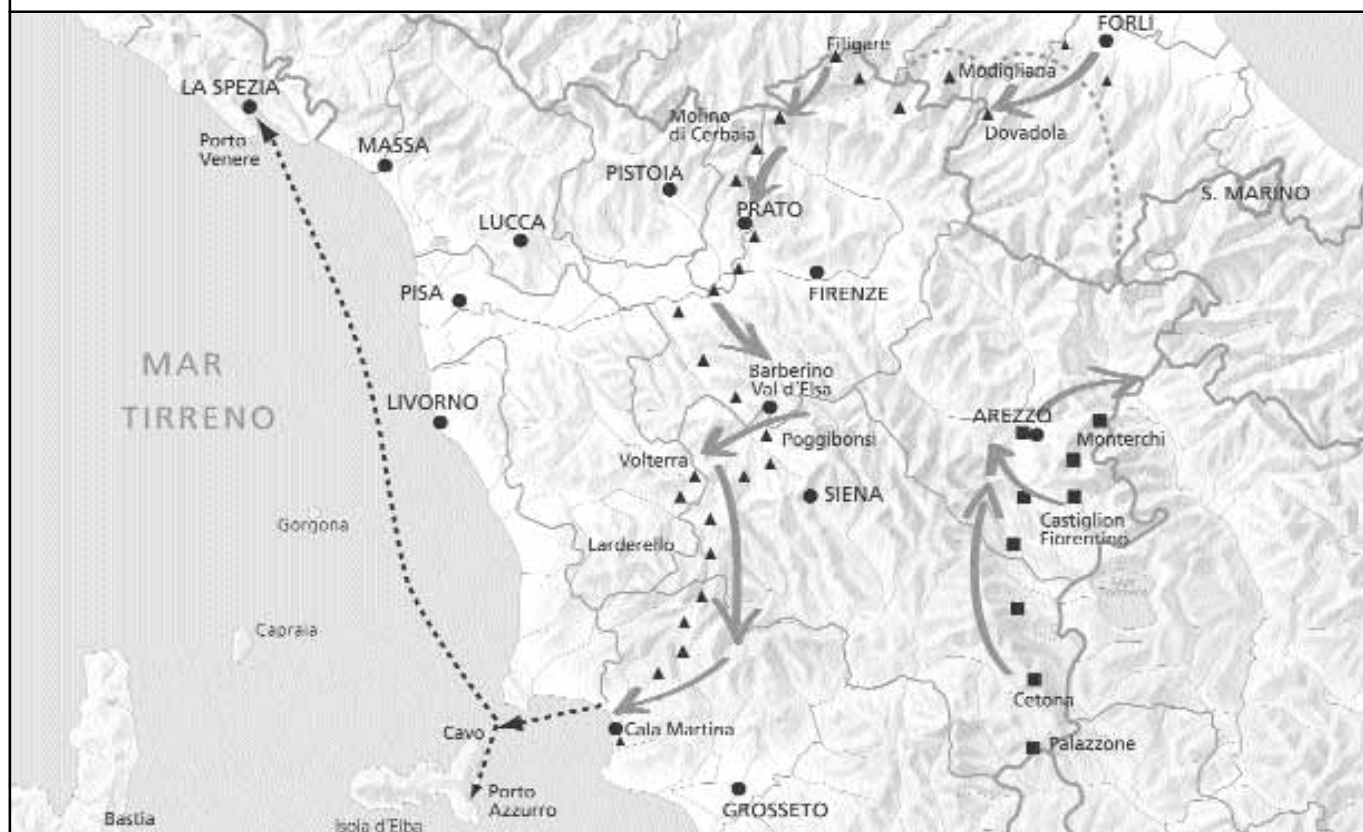 FORLI
Filigare
Modigliana
LA SPEZIA
Molino
di Cerbaia
Dovadola
Porto
Venere
MASSA
PISTOIA
S. MARINO
PRATO
LUCCA
FIRENZE
PISA
MAR
TIRRENO
Barberino
Val d'Elsa
LIVORNO
AREZZO
Monterchi
Poggibonsi
Volterra
SIENA
Castiglion
Fiorentino
Gorgona
Larderello
Capraia
Cetona
Cavo
Cala Martina
Palazzone
Porto
Azzurro
GROSSETO
Bastia
Isola d'Elba